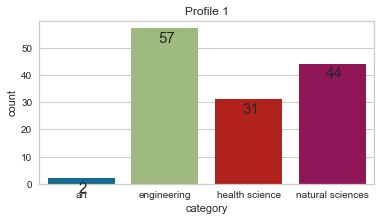 Profile 1
count
50
40
30
20
10
0
2
57
31
44
art
engineering
health science
natural sciences
category